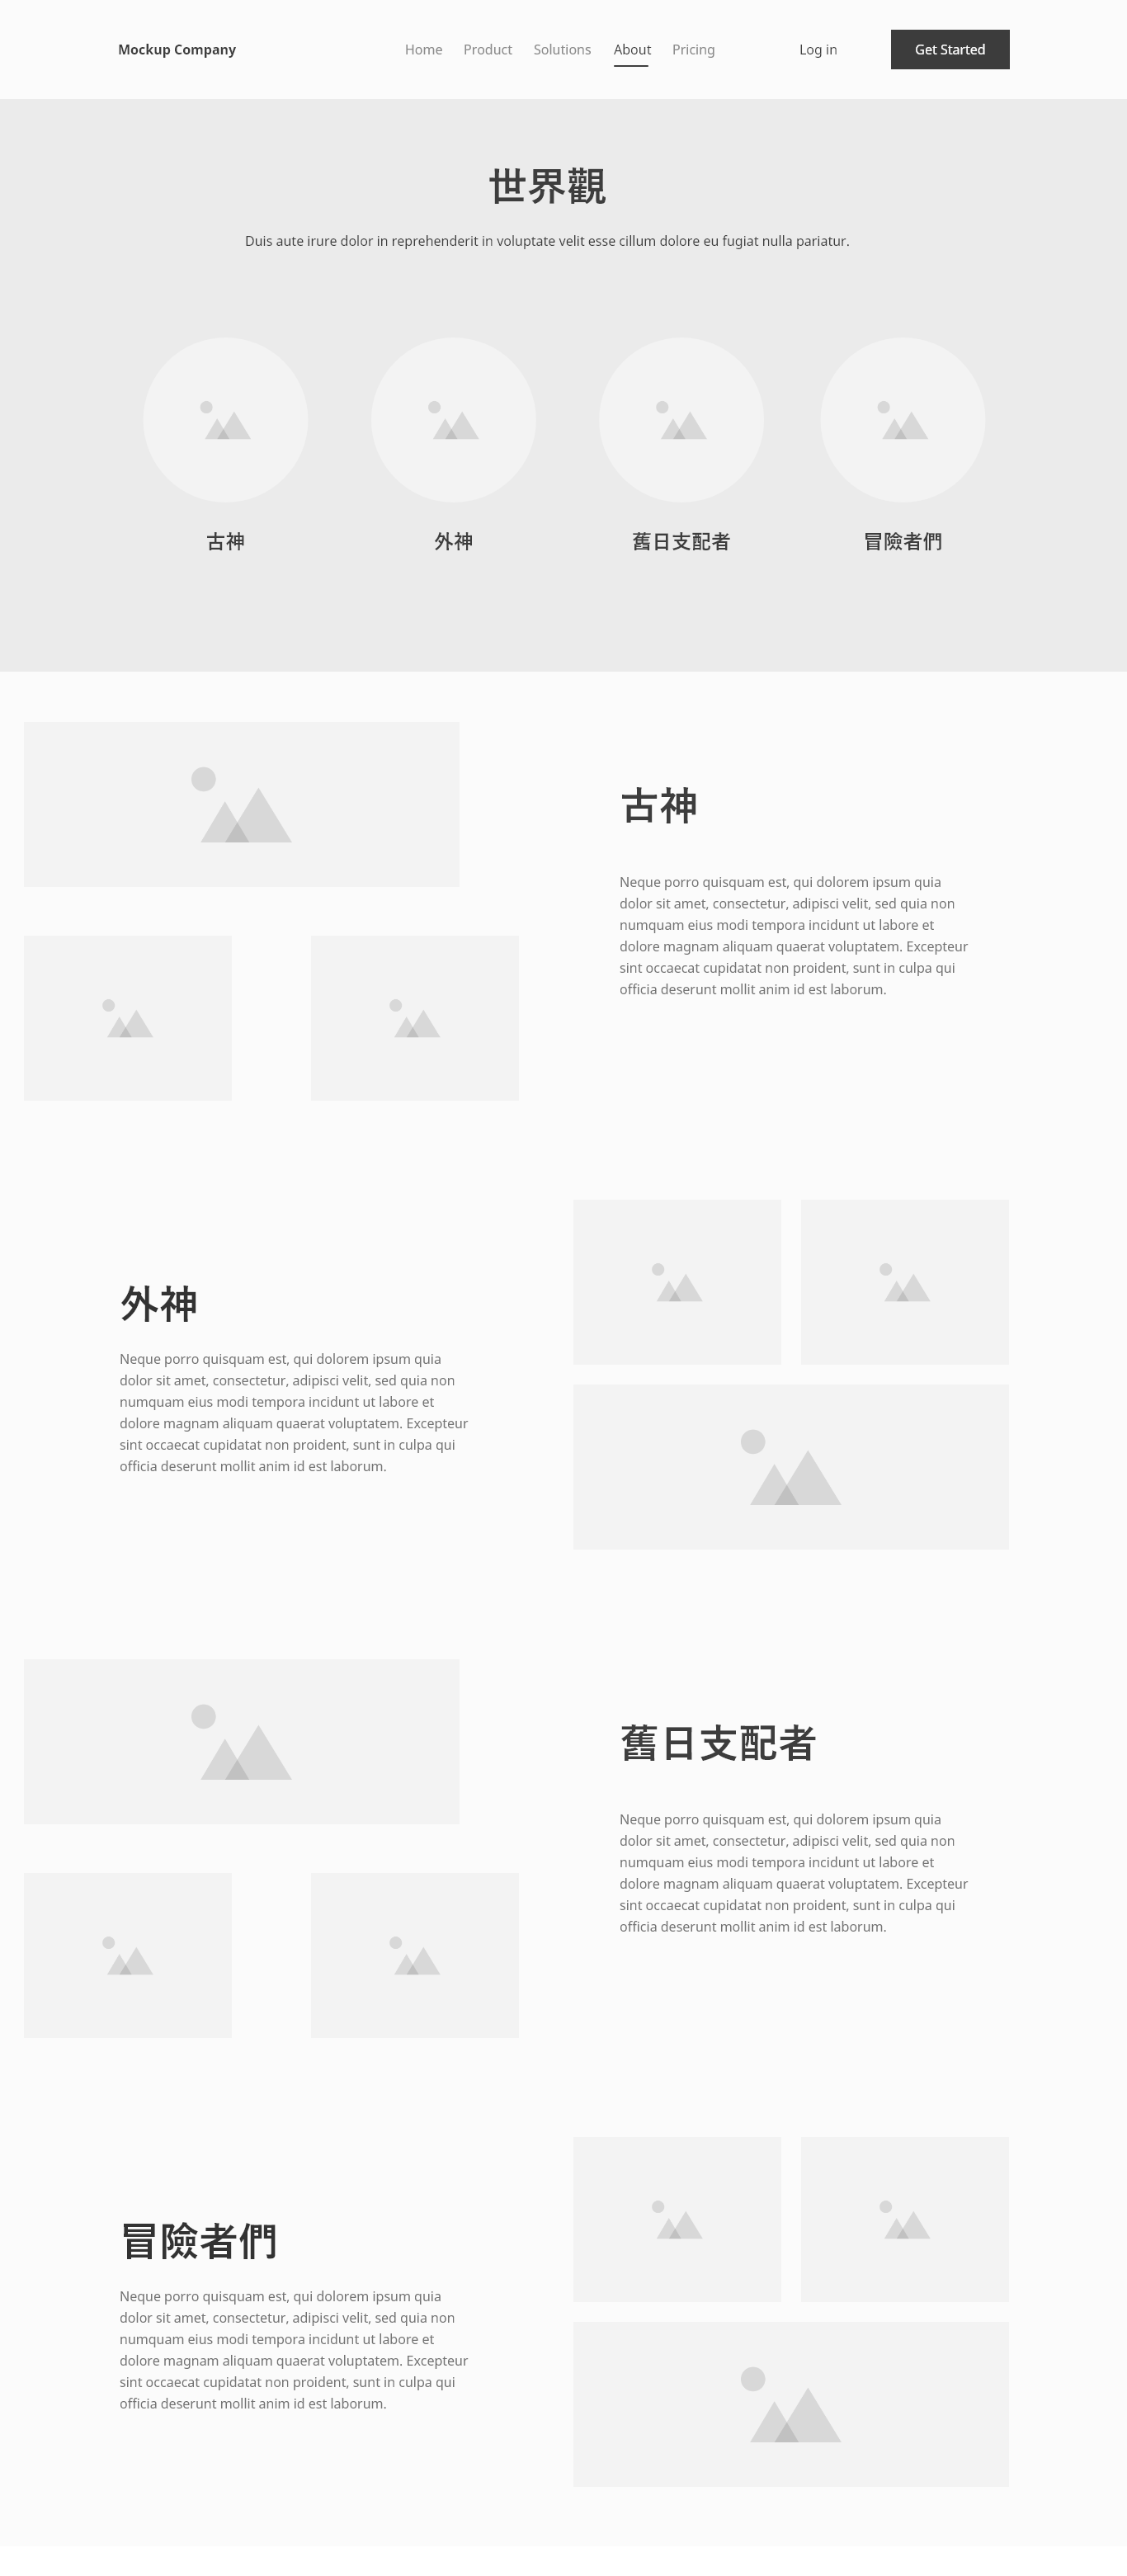 Mockup Company Home Product Solutions About Pricing Log in Get Started
世界觀
Duis aute irure dolor in reprehenderit in voluptate velit esse cillum dolore eu fugiat nulla pariatur.
古神 外神 舊日支配者 冒險者們
古神
Neque porro quisquam est, qui dolorem ipsum quia
dolor sit amet, consectetur, adipisci velit, sed quia non
numquam eius modi tempora incidunt ut labore et
dolore magnam aliquam quaerat voluptatem. Excepteur
sint occaecat cupidatat non proident, sunt in culpa qui
officia deserunt mollit anim id est laborum.
外神
Neque porro quisquam est, qui dolorem ipsum quia
dolor sit amet, consectetur, adipisci velit, sed quia non
numquam eius modi tempora incidunt ut labore et
dolore magnam aliquam quaerat voluptatem. Excepteur
sint occaecat cupidatat non proident, sunt in culpa qui
officia deserunt mollit anim id est laborum.
舊日支配者
Neque porro quisquam est, qui dolorem ipsum quia
dolor sit amet, consectetur, adipisci velit, sed quia non
numquam eius modi tempora incidunt ut labore et
dolore magnam aliquam quaerat voluptatem. Excepteur
sint occaecat cupidatat non proident, sunt in culpa qui
officia deserunt mollit anim id est laborum.
冒險者們
Neque porro quisquam est, qui dolorem ipsum quia
dolor sit amet, consectetur, adipisci velit, sed quia non
numquam eius modi tempora incidunt ut labore et
dolore magnam aliquam quaerat voluptatem. Excepteur
sint occaecat cupidatat non proident, sunt in culpa qui
officia deserunt mollit anim id est laborum.